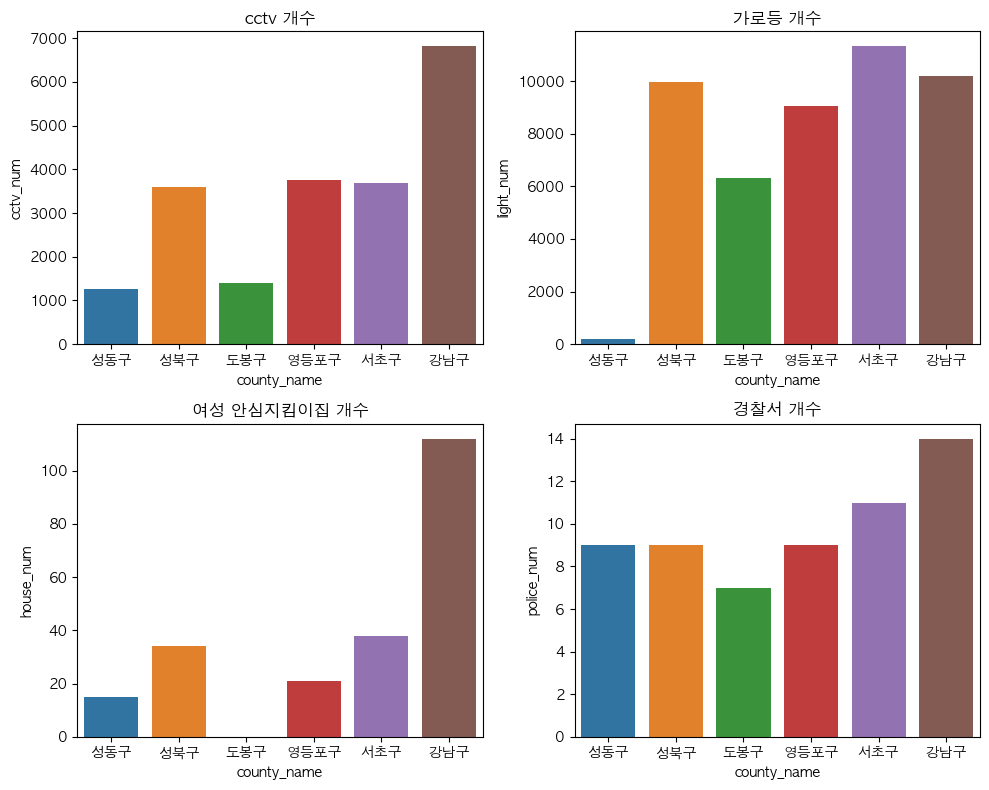 cctv 개수
7000
6000
5000
4000
3000
2000
1000
0
cctv_num
성동구 성북구 도봉구 영등포구 서초구 강남구
county_name
가로등 개수
10000
8000
6000
4000
2000
0
light_num
성동구 성북구 도봉구 영등포구 서초구 강남구
county_name
여성 안심지킴이집 개수
100
80
60
40
20
0
house_num
성동구 성북구 도봉구 영등포구 서초구 강남구
county_name
경찰서 개수
14
12
10
8
6
4
2
0
police_num
성동구 성북구 도봉구 영등포구 서초구 강남구
county_name